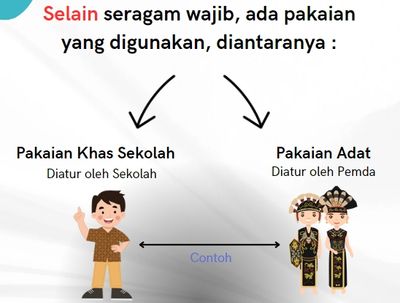 Selain seragam wajib, ada pakaian
yang digunakan, diantaranya :
Pakaian Khas Sekolah
Diatur oleh Sekolah
Pakaian Adat
Diatur oleh Pemda
Contoh